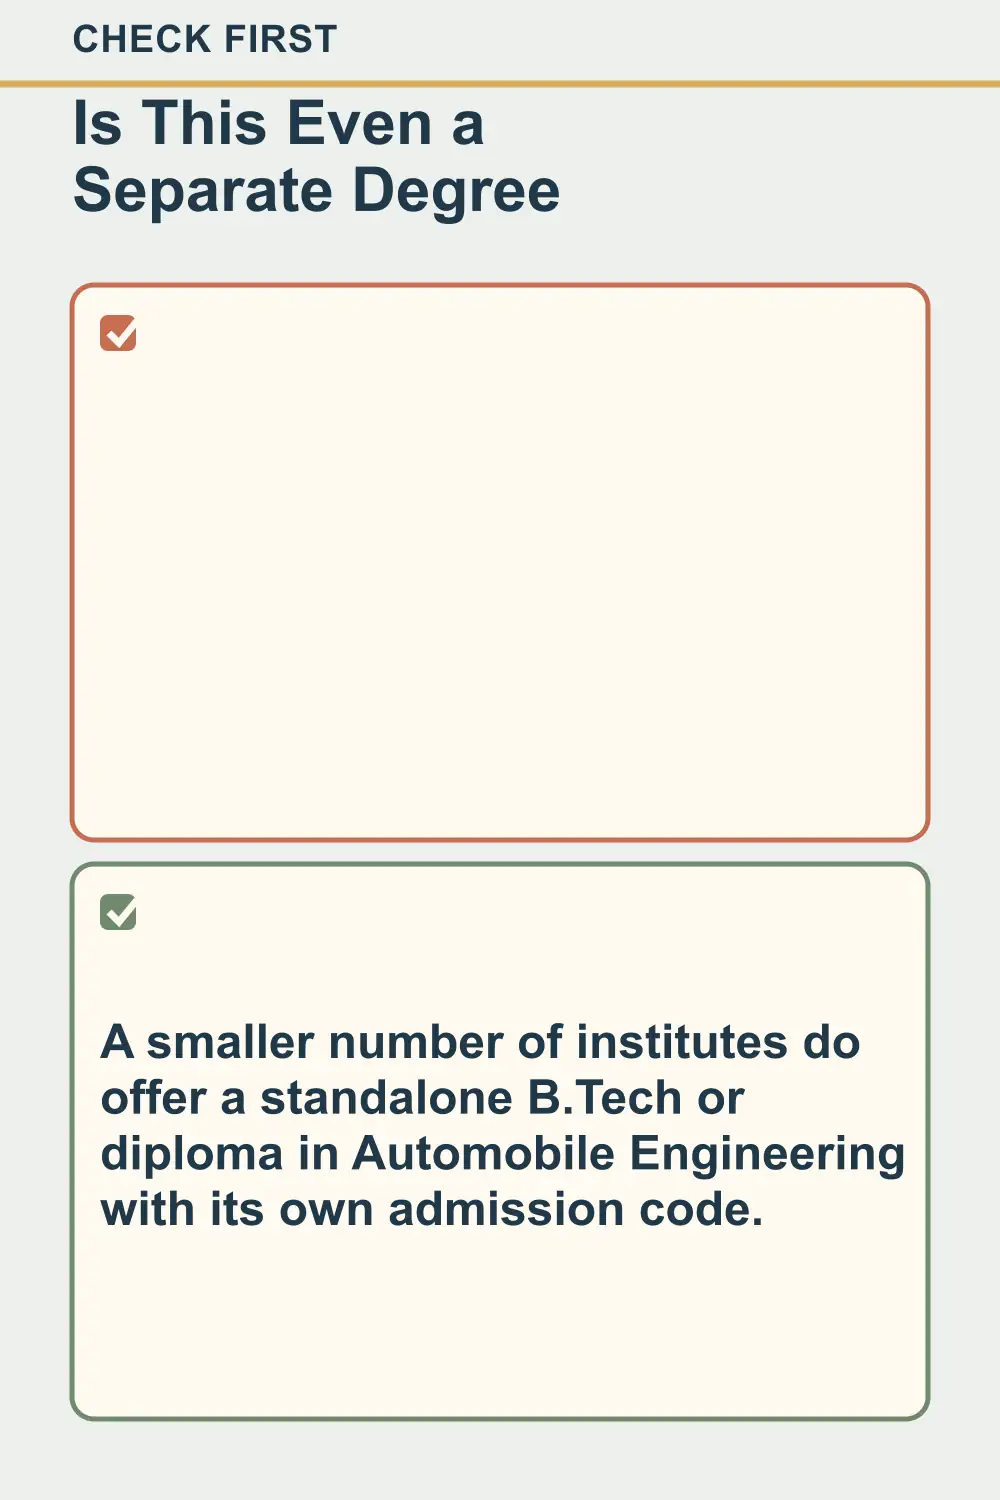 CHECK FIRST
Is This Even a
Separate Degree
A smaller number of institutes do
offer a standalone B.Tech or
diploma in Automobile Engineering
with its own admission code.